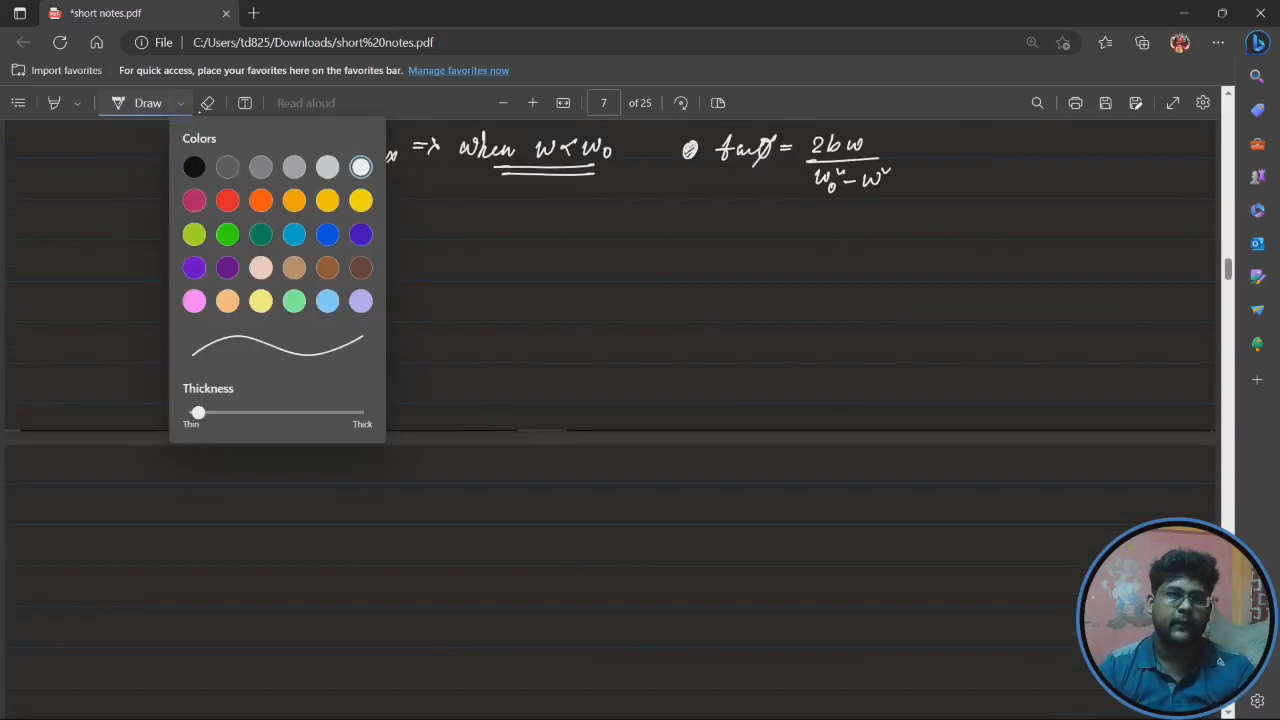 *short notes.pdf
File C:/Users/td825/Downloads/short%20notes.pdf
Import favorites For quick access, place your favorites here on the favorites bar. Manage favorites now
Draw Read aloud 7 of 25
Colors
=> when ω < ω₀ tanϕ = 2bω
ω₀² - ω²
Thickness
Thin Thick